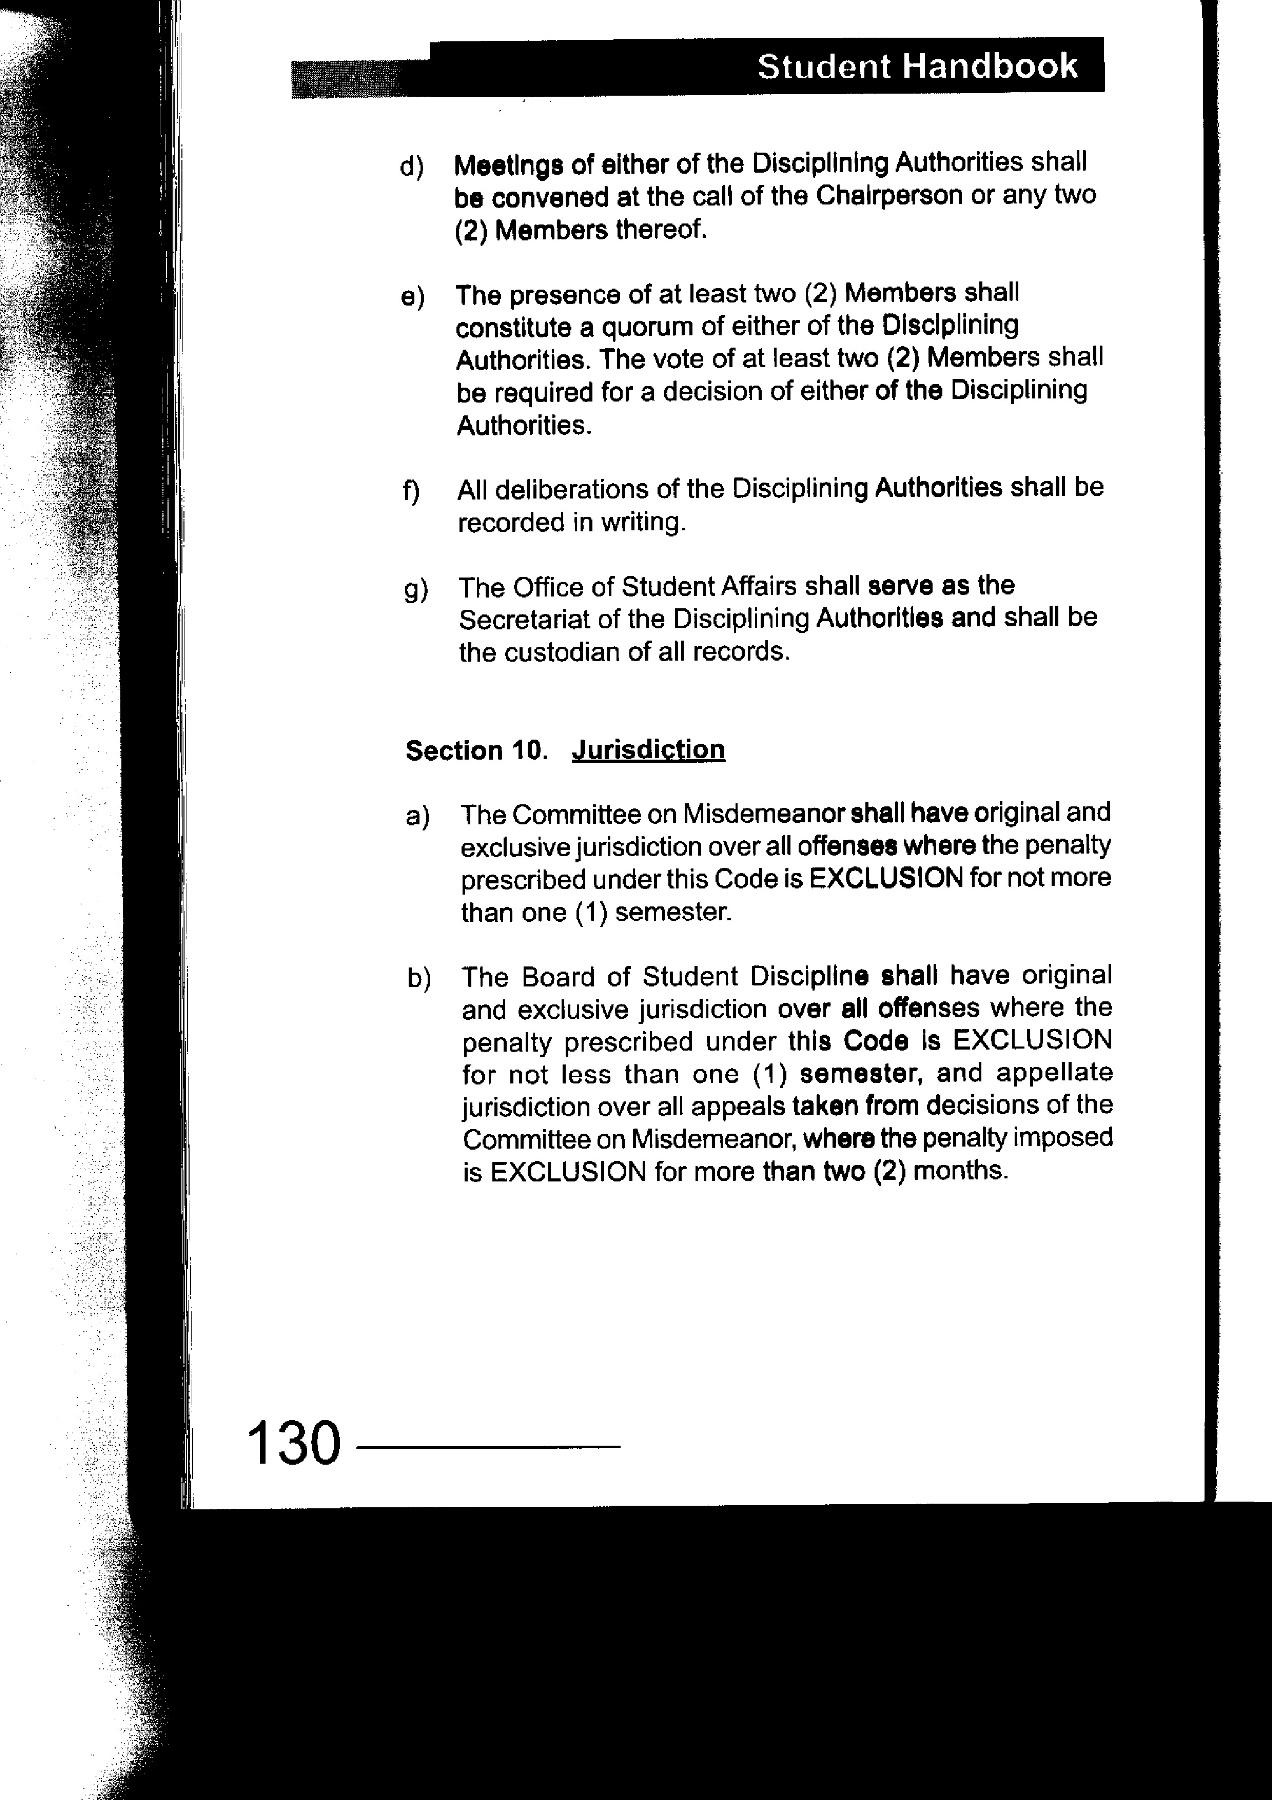 Student Handbook
d) Meetings of either of the Disciplining Authorities shall
be convened at the call of the Chairperson or any two
(2) Members thereof.
e) The presence of at least two (2) Members shall
constitute a quorum of either of the Disciplining
Authorities. The vote of at least two (2) Members shall
be required for a decision of either of the Disciplining
Authorities.
f) All deliberations of the Disciplining Authorities shall be
recorded in writing.
g) The Office of Student Affairs shall serve as the
Secretariat of the Disciplining Authorities and shall be
the custodian of all records.
Section 10. Jurisdiction
a) The Committee on Misdemeanor shall have original and
exclusive jurisdiction over all offenses where the penalty
prescribed under this Code is EXCLUSION for not more
than one (1) semester.
b) The Board of Student Discipline shall have original
and exclusive jurisdiction over all offenses where the
penalty prescribed under this Code is EXCLUSION
for not less than one (1) semester, and appellate
jurisdiction over all appeals taken from decisions of the
Committee on Misdemeanor, where the penalty imposed
is EXCLUSION for more than two (2) months.
130